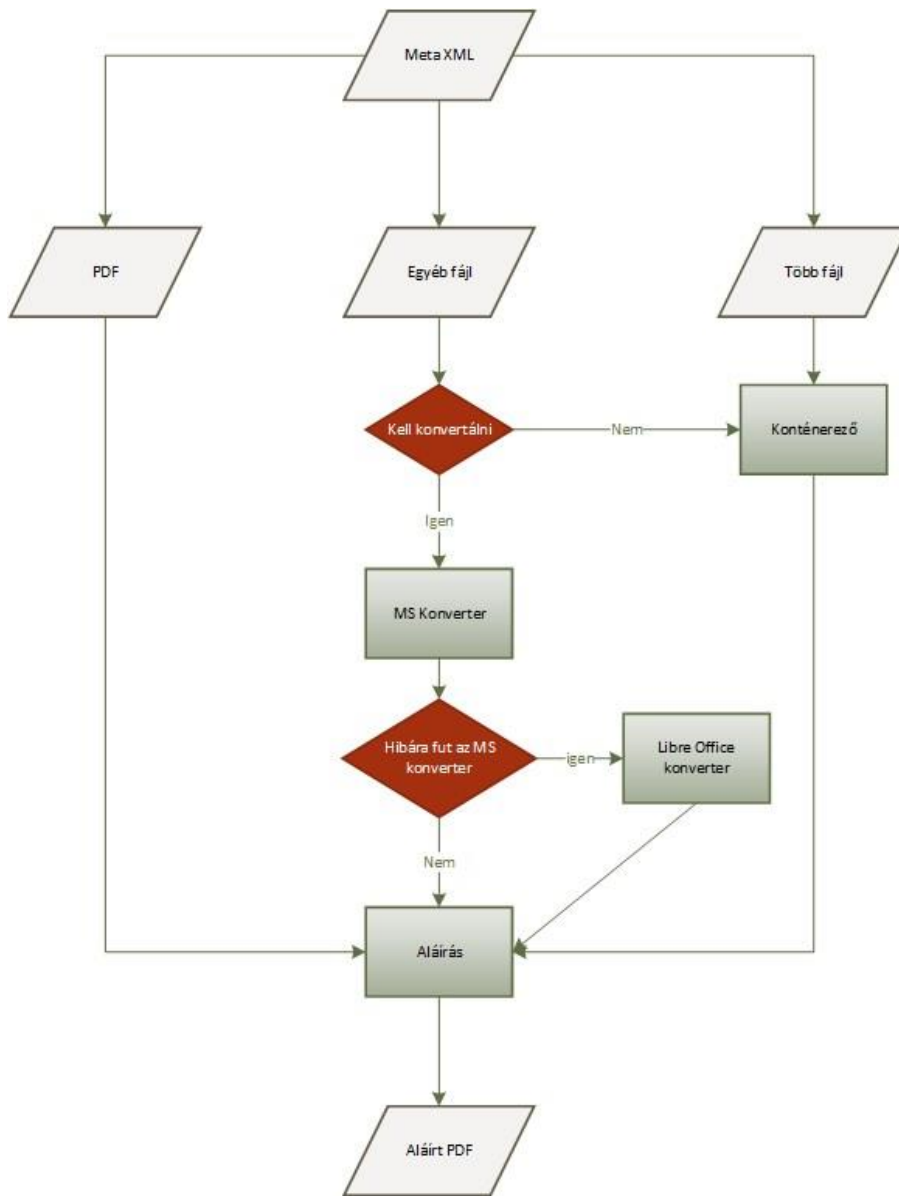 Meta XML
PDF
Egyéb fájl
Több fájl
Kell konvertálni
Nem
Konténerező
Igen
MS Konverter
Hibára fut az MS
konverter
igen
Libre Office
konverter
Nem
Aláírás
Aláírt PDF